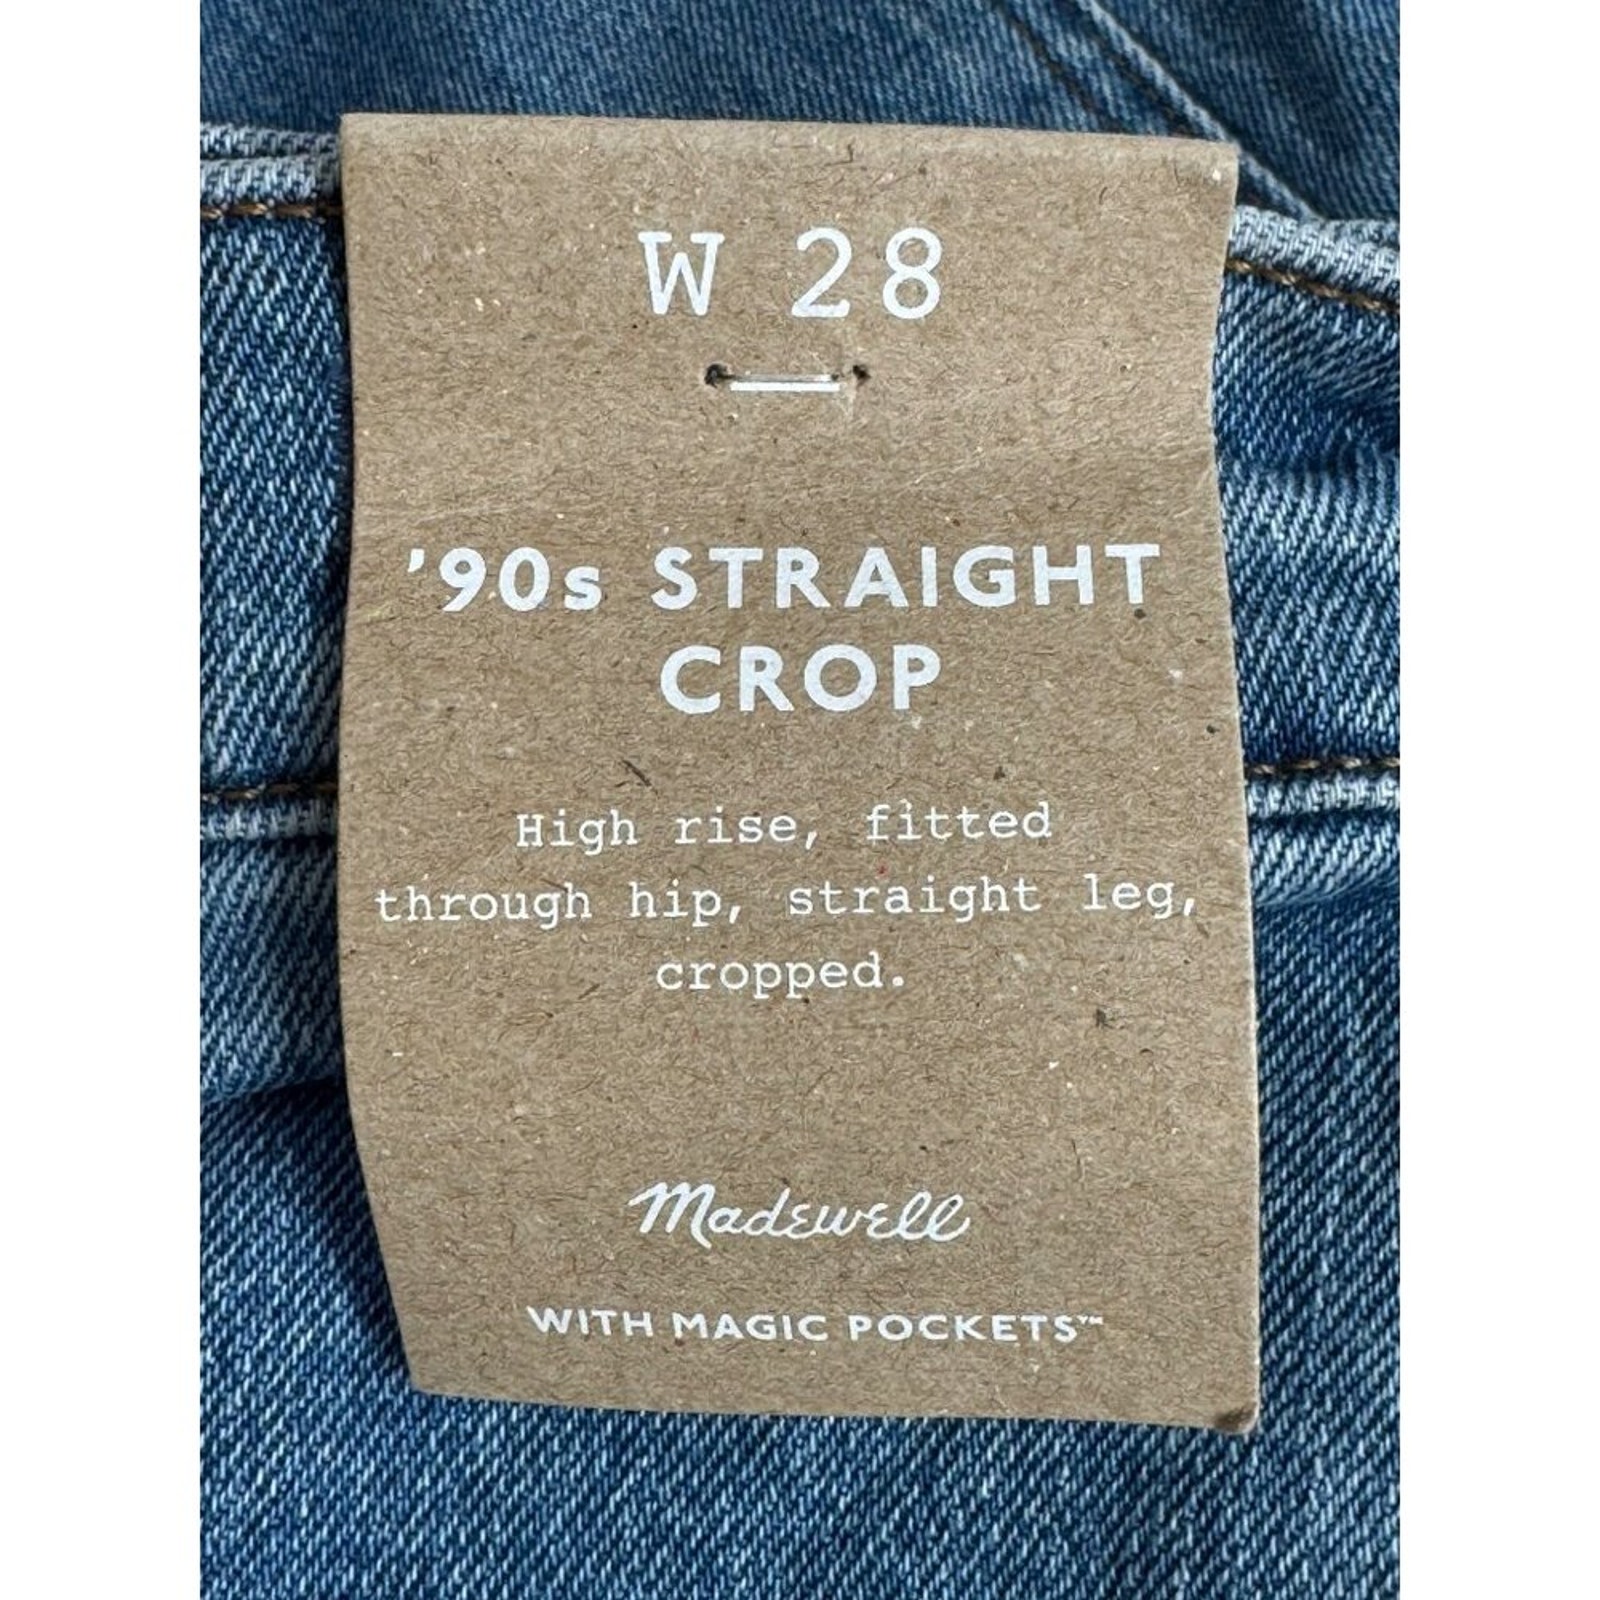 W 28
'90s STRAIGHT
CROP
High rise, fitted
through hip, straight leg,
cropped.
Madewell
WITH MAGIC POCKETS™